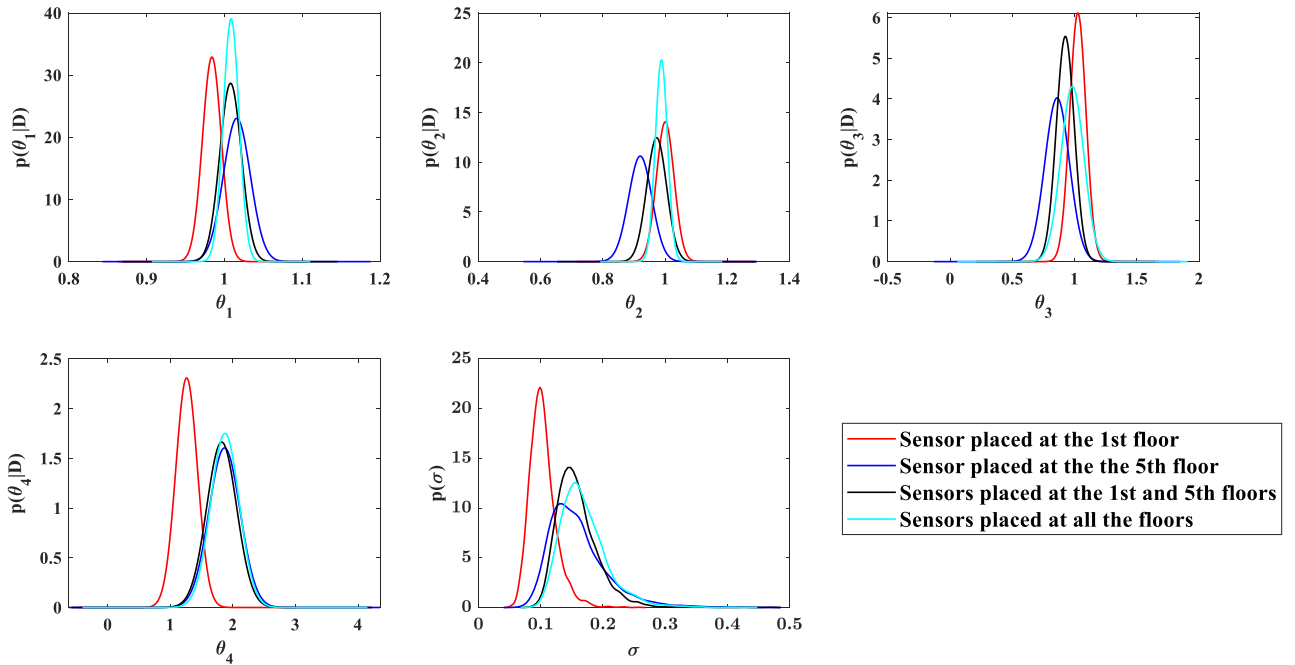 40
30
20
10
0
0.8 0.9 1 1.1 1.2
p(θ₁|D)
θ₁
25
20
15
10
5
0
0.4 0.6 0.8 1 1.2 1.4
p(θ₂|D)
θ₂
6
5
4
3
2
1
0
-0.5 0 0.5 1 1.5 2
p(θ₃|D)
θ₃
2.5
2
1.5
1
0.5
0
0 1 2 3 4
p(θ₄|D)
θ₄
25
20
15
10
5
0
0 0.1 0.2 0.3 0.4 0.5
p(σ)
σ
Sensor placed at the 1st floor
Sensor placed at the the 5th floor
Sensors placed at the 1st and 5th floors
Sensors placed at all the floors